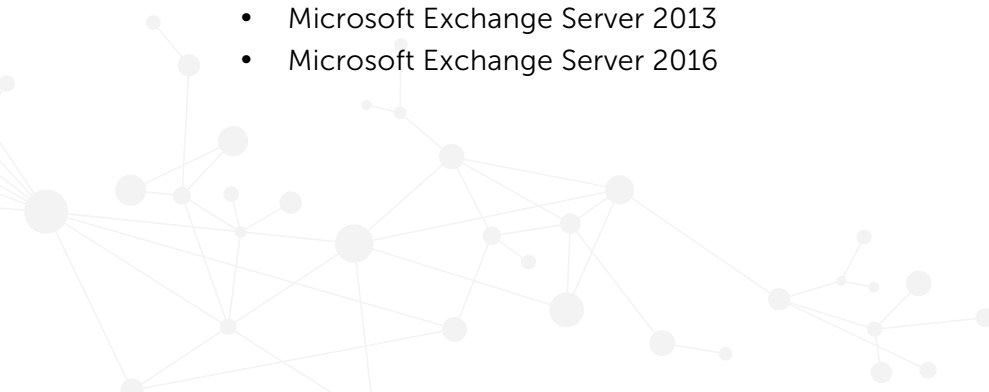 • Microsoft Exchange Server 2013
• Microsoft Exchange Server 2016